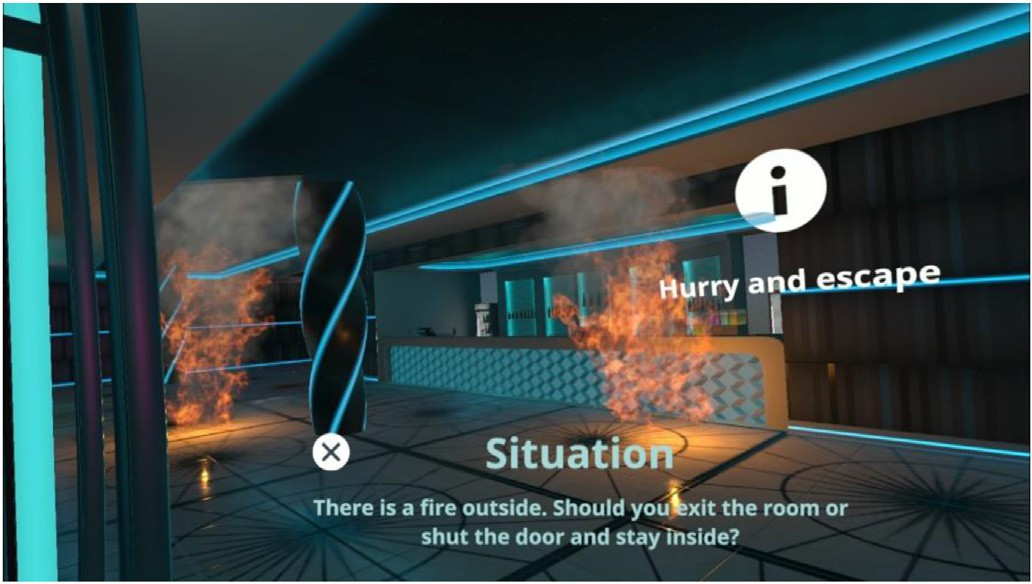 Hurry and escape
Situation
There is a fire outside. Should you exit the room or
shut the door and stay inside?